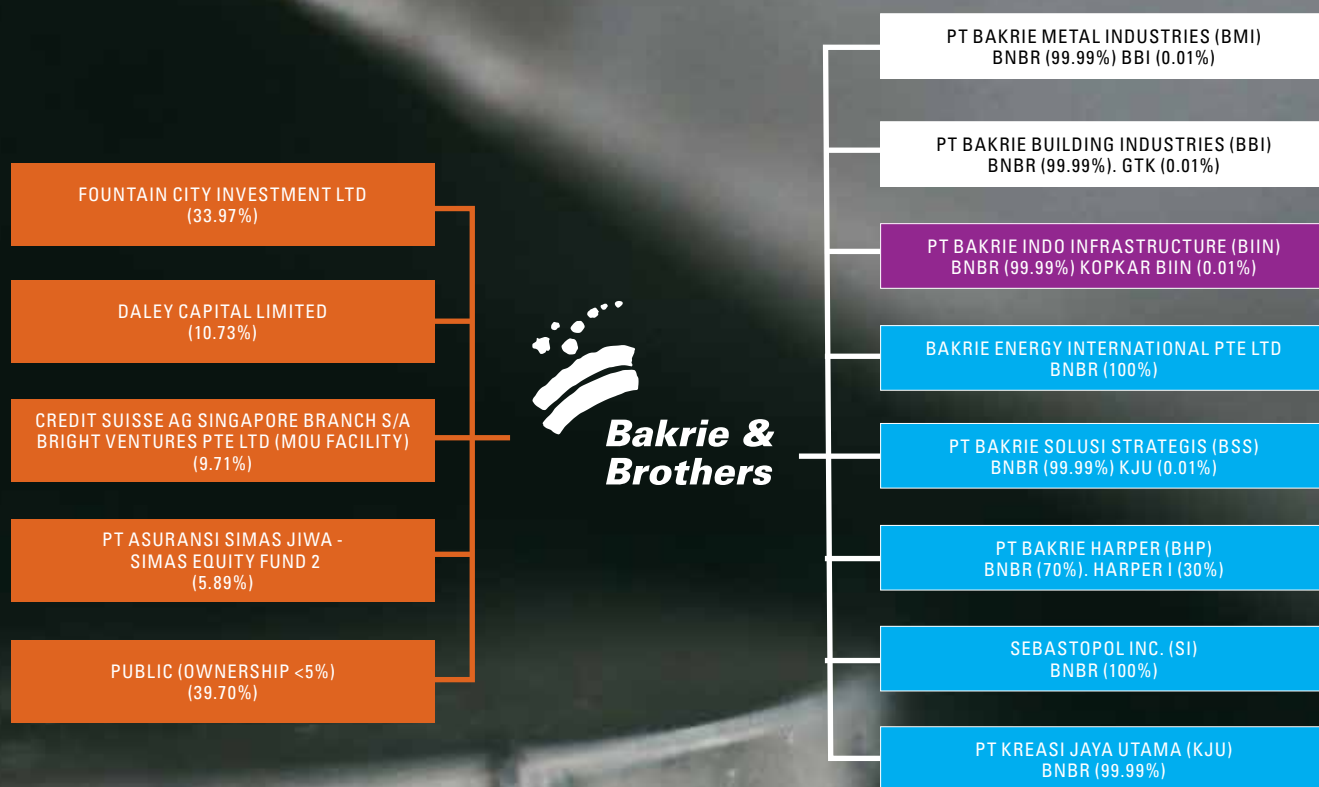 FOUNTAIN CITY INVESTMENT LTD
(33.97%)
DALEY CAPITAL LIMITED
(10.73%)
CREDIT SUISSE AG SINGAPORE BRANCH S/A
BRIGHT VENTURES PTE LTD (MOU FACILITY)
(9.71%)
PT ASURANSI SIMAS JIWA -
SIMAS EQUITY FUND 2
(5.89%)
PUBLIC (OWNERSHIP <5%)
(39.70%)
Bakrie &
Brothers
PT BAKRIE METAL INDUSTRIES (BMI)
BNBR (99.99%) BBI (0.01%)
PT BAKRIE BUILDING INDUSTRIES (BBI)
BNBR (99.99%). GTK (0.01%)
PT BAKRIE INDO INFRASTRUCTURE (BIIN)
BNBR (99.99%) KOPKAR BIIN (0.01%)
BAKRIE ENERGY INTERNATIONAL PTE LTD
BNBR (100%)
PT BAKRIE SOLUSI STRATEGIS (BSS)
BNBR (99.99%) KJU (0.01%)
PT BAKRIE HARPER (BHP)
BNBR (70%). HARPER I (30%)
SEBASTOPOL INC. (SI)
BNBR (100%)
PT KREASI JAYA UTAMA (KJU)
BNBR (99.99%)